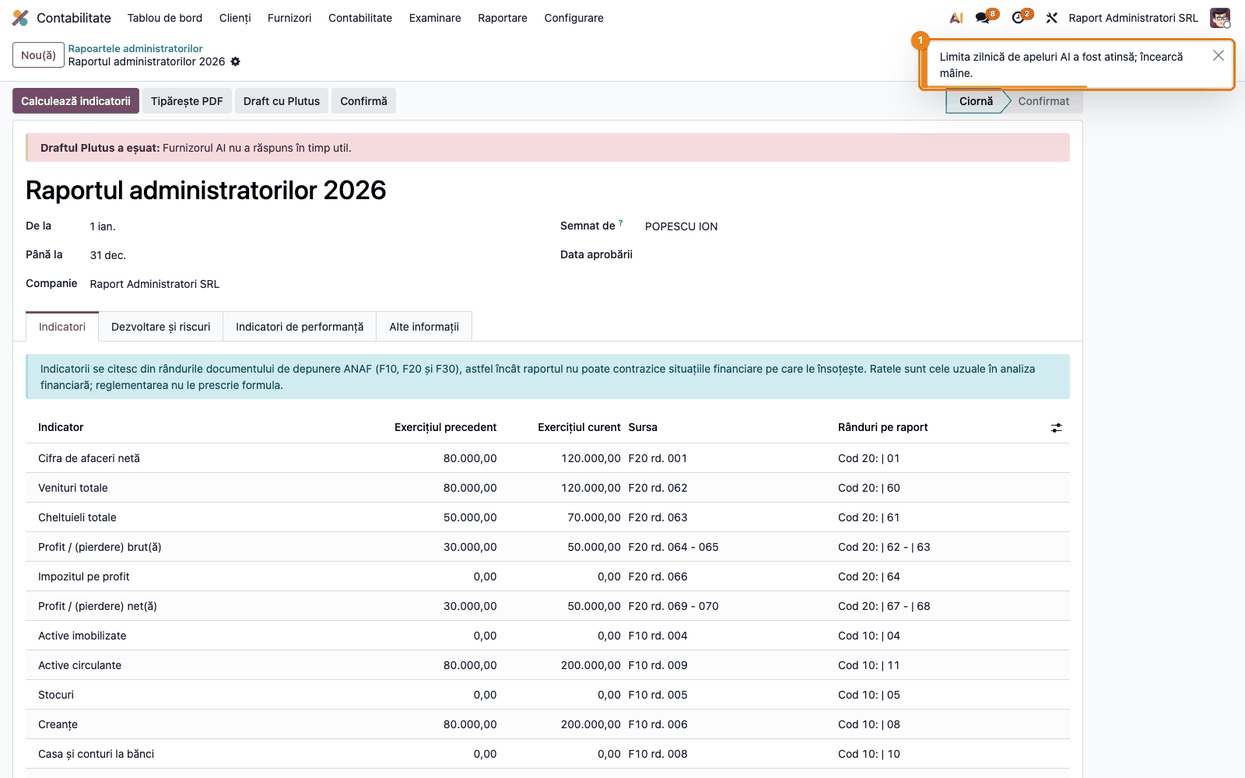 Contabilitate Tablou de bord Clienți Furnizori Contabilitate Examinare Raportare Configurare AI 8 2 Raport Administratori SRL
Nou(ă) Rapoartele administratorilor
Raportul administratorilor 2026
1
Limita zilnică de apeluri AI a fost atinsă; încearcă
mâine.
Calculează indicatorii Tipărește PDF Draft cu Plutus Confirmă Ciornă Confirmat
Draftul Plutus a eșuat: Furnizorul AI nu a răspuns în timp util.
Raportul administratorilor 2026
De la 1 ian. Semnat de ? POPESCU ION
Până la 31 dec. Data aprobării
Companie Raport Administratori SRL
Indicatori Dezvoltare și riscuri Indicatori de performanță Alte informații
Indicatorii se citesc din rândurile documentului de depunere ANAF (F10, F20 și F30), astfel încât raportul nu poate contrazice situațiile financiare pe care le însoțește. Ratele sunt cele uzuale în analiza
financiară; reglementarea nu le prescrie formula.
Indicator Exercițiul precedent Exercițiul curent Sursa Rânduri pe raport
Cifra de afaceri netă 80.000,00 120.000,00 F20 rd. 001 Cod 20: | 01
Venituri totale 80.000,00 120.000,00 F20 rd. 062 Cod 20: | 60
Cheltuieli totale 50.000,00 70.000,00 F20 rd. 063 Cod 20: | 61
Profit / (pierdere) brut(ă) 30.000,00 50.000,00 F20 rd. 064 - 065 Cod 20: | 62 - | 63
Impozitul pe profit 0,00 0,00 F20 rd. 066 Cod 20: | 64
Profit / (pierdere) net(ă) 30.000,00 50.000,00 F20 rd. 069 - 070 Cod 20: | 67 - | 68
Active imobilizate 0,00 0,00 F10 rd. 004 Cod 10: | 04
Active circulante 80.000,00 200.000,00 F10 rd. 009 Cod 10: | 11
Stocuri 0,00 0,00 F10 rd. 005 Cod 10: | 05
Creanțe 80.000,00 200.000,00 F10 rd. 006 Cod 10: | 08
Casa și conturi la bănci 0,00 0,00 F10 rd. 008 Cod 10: | 10